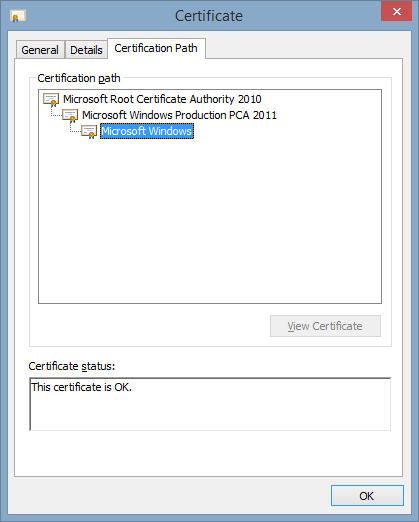 Certificate
General
Details
Certification Path
Certification path
Microsoft Root Certificate Authority 2010
Microsoft Windows Production PCA 2011
Microsoft Windows
View Certificate
Certificate status:
This certificate is OK.
OK